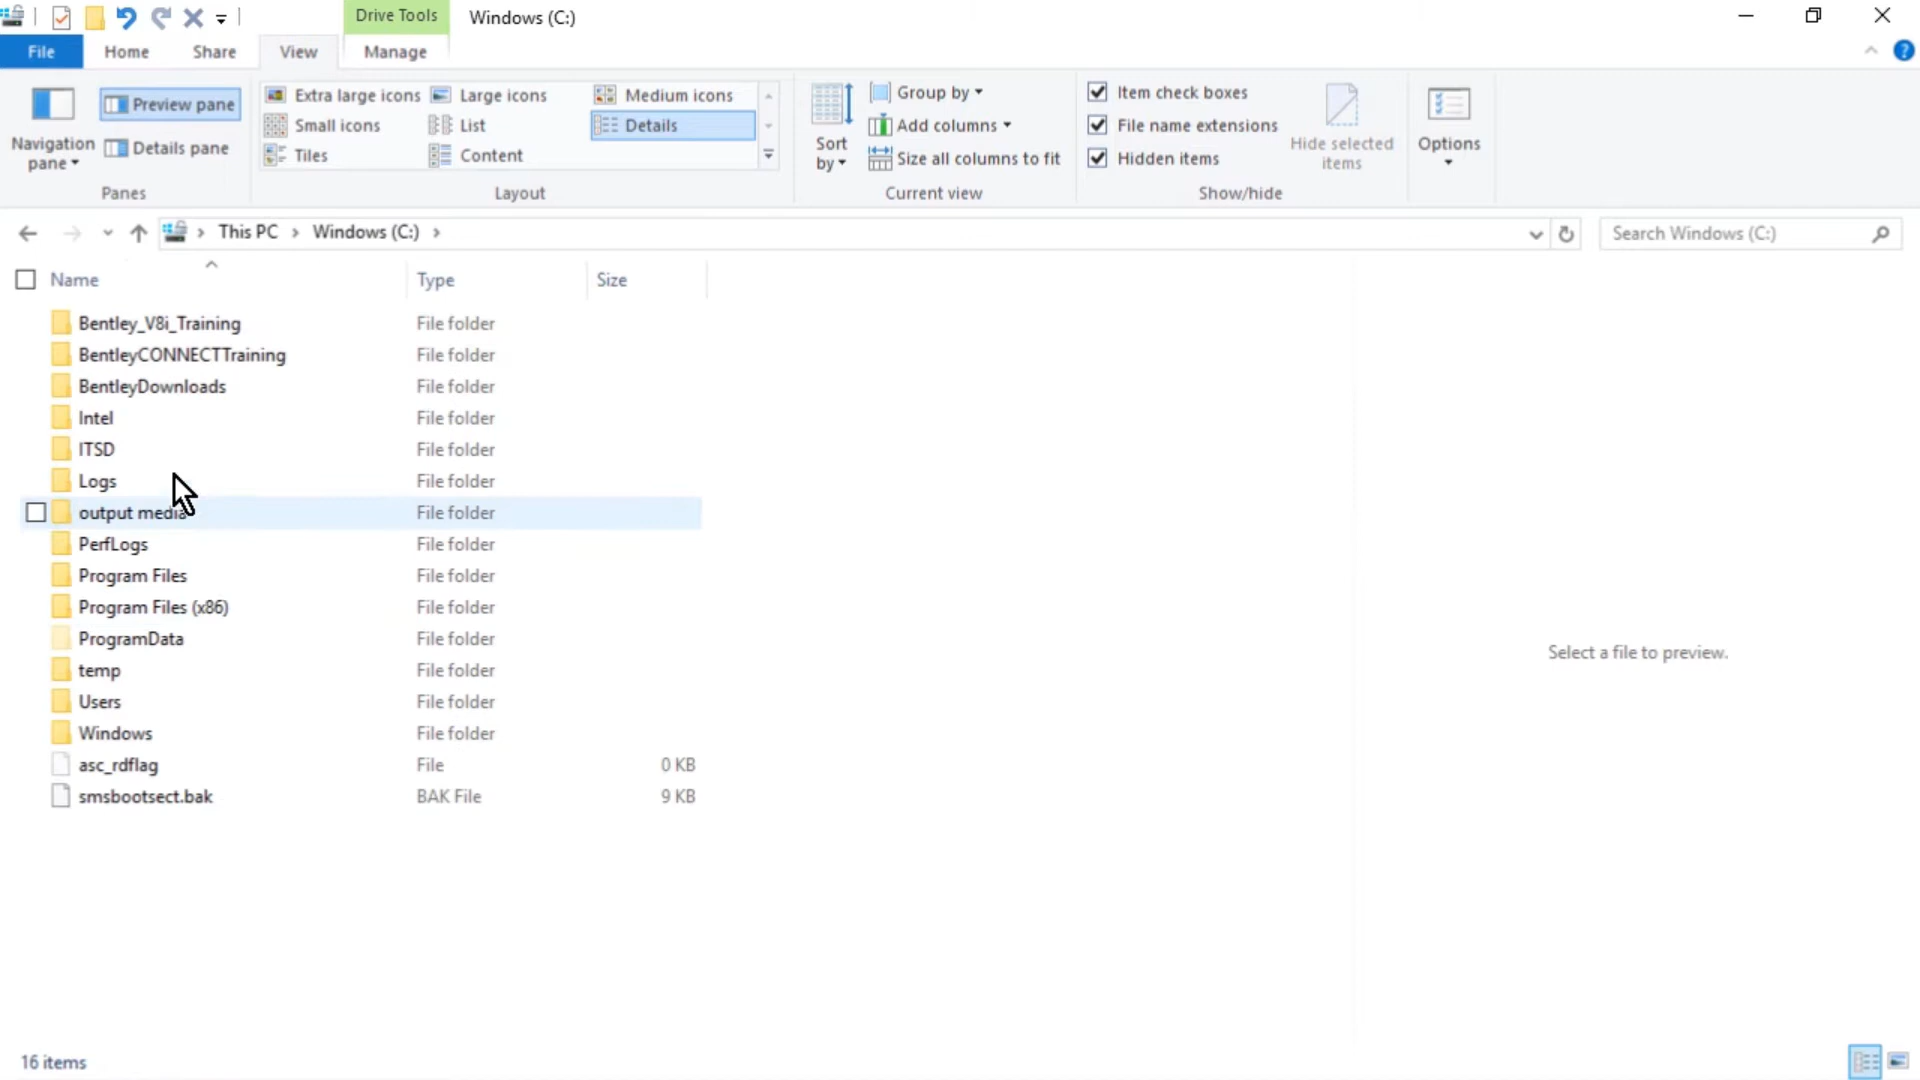 Drive Tools
Windows (C:)
File
Home
Share
View
Manage
Navigation pane
Preview pane
Details pane
Panes
Extra large icons
Large icons
Medium icons
Small icons
List
Details
Tiles
Content
Layout
Sort by
Group by
Add columns
Size all columns to fit
Current view
Item check boxes
File name extensions
Hidden items
Hide selected items
Show/hide
Options
This PC > Windows (C:) >
Search Windows (C:)
Name Type Size
Bentley_V8i_Training File folder
BentleyCONNECTTraining File folder
BentleyDownloads File folder
Intel File folder
ITSD File folder
Logs File folder
output media File folder
PerfLogs File folder
Program Files File folder
Program Files (x86) File folder
ProgramData File folder
temp File folder
Users File folder
Windows File folder
asc_rdflag File 0 KB
smsbootsect.bak BAK File 9 KB
Select a file to preview.
16 items